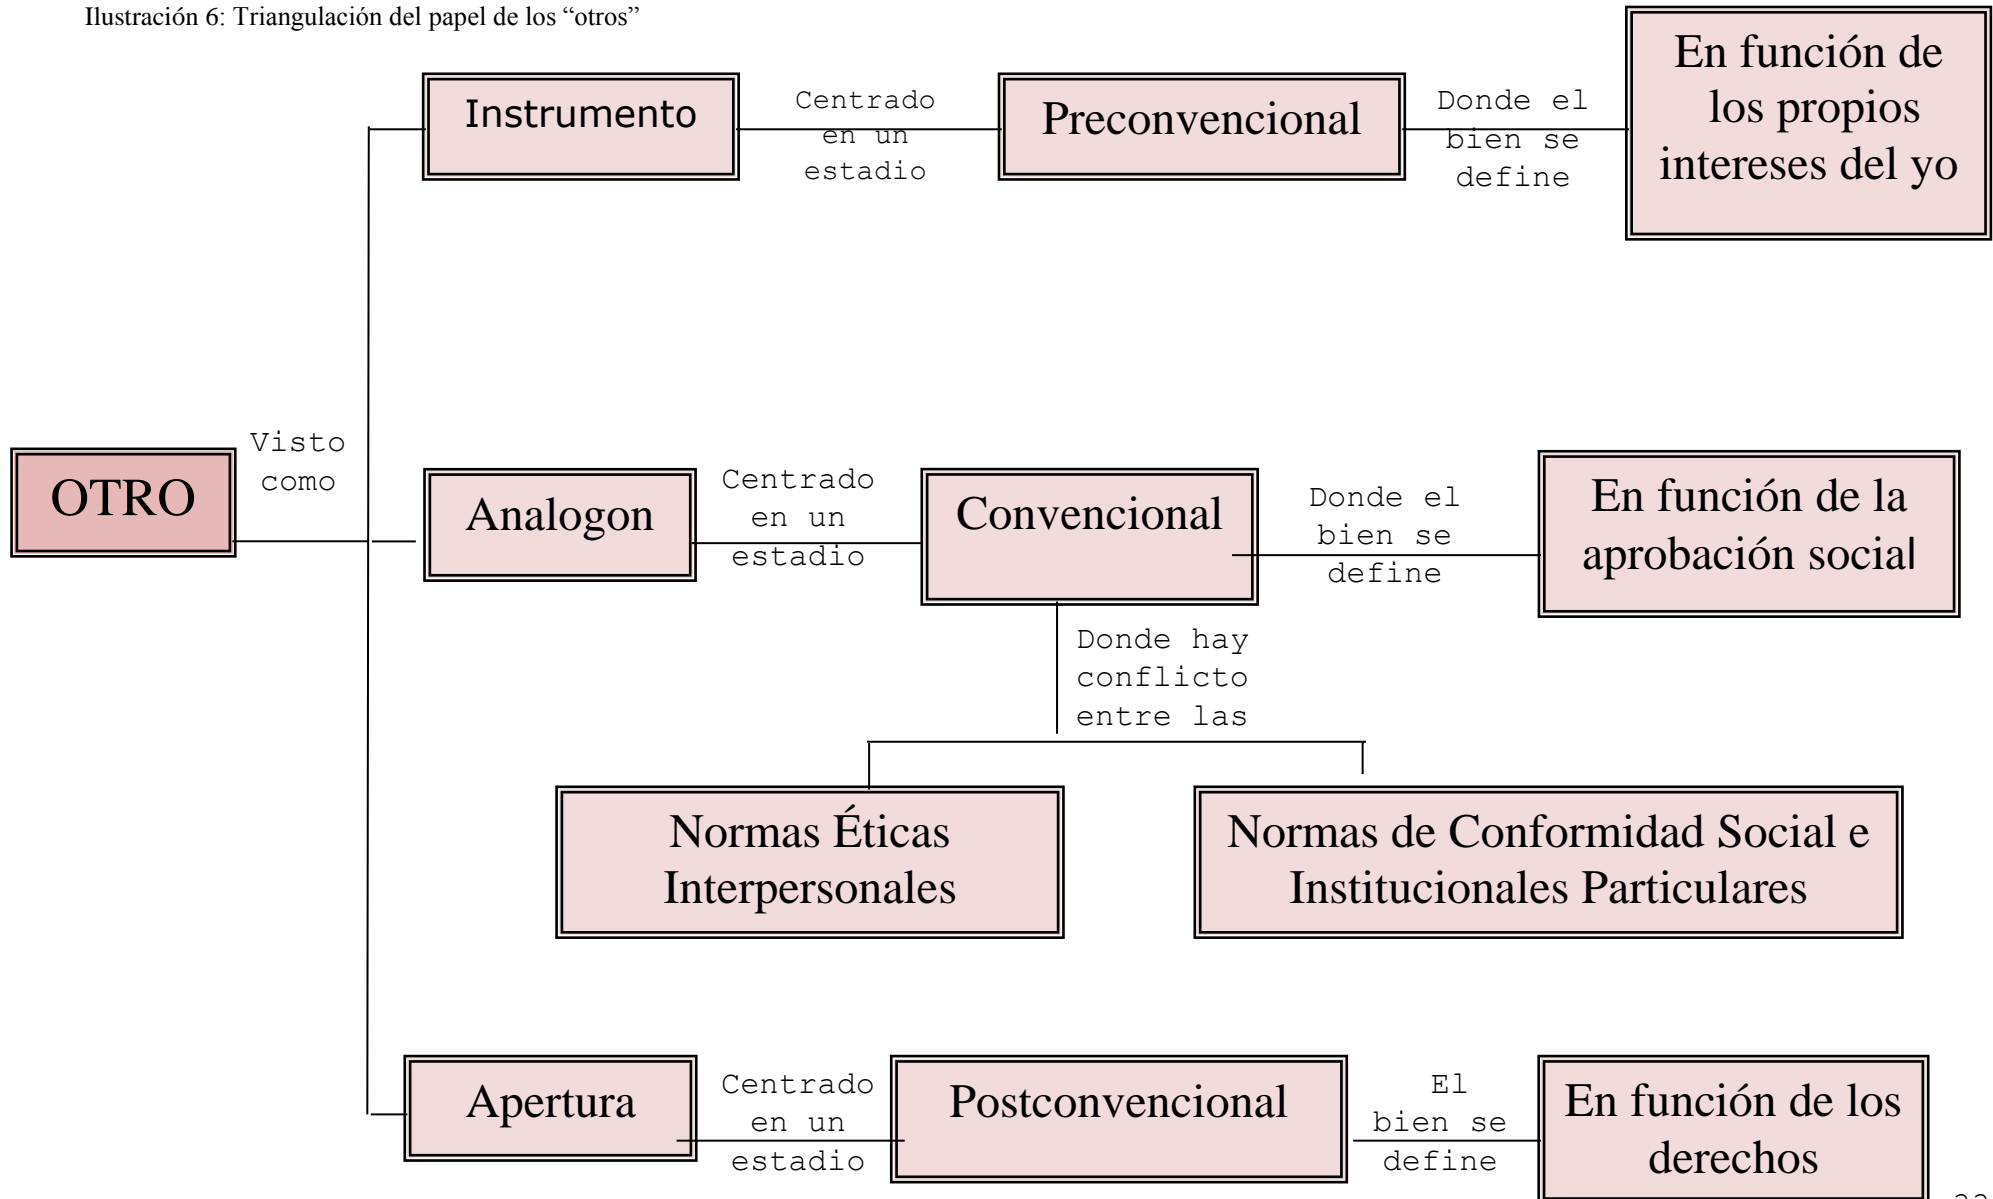 Ilustración 6: Triangulación del papel de los “otros”
Instrumento
Centrado
en un
estadio
Preconvencional
Donde el
bien se
define
En función de
los propios
intereses del yo
OTRO
Visto
como
Analogon
Centrado
en un
estadio
Convencional
Donde el
bien se
define
En función de la
aprobación social
Donde hay
conflicto
entre las
Normas Éticas
Interpersonales
Normas de Conformidad Social e
Institucionales Particulares
Apertura
Centrado
en un
estadio
Postconvencional
El
bien se
define
En función de los
derechos